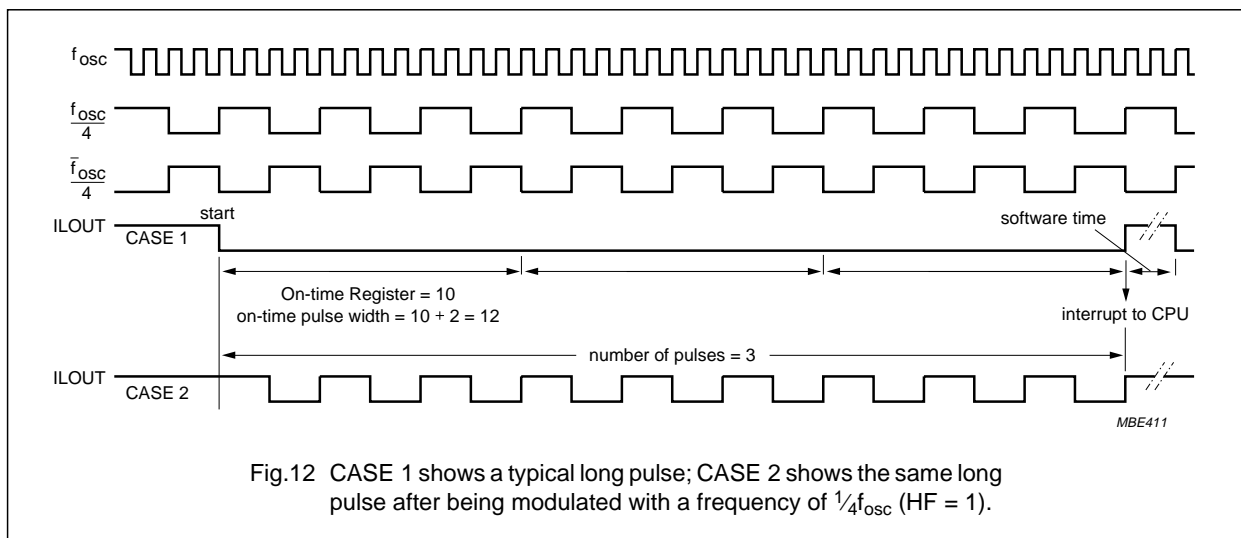 f osc
f osc
4
f̄ osc
4
start
software time
ILOUT
CASE 1
On-time Register = 10
on-time pulse width = 10 + 2 = 12
interrupt to CPU
number of pulses = 3
ILOUT
CASE 2
MBE411
Fig.12 CASE 1 shows a typical long pulse; CASE 2 shows the same long
pulse after being modulated with a frequency of ¼fosc (HF = 1).